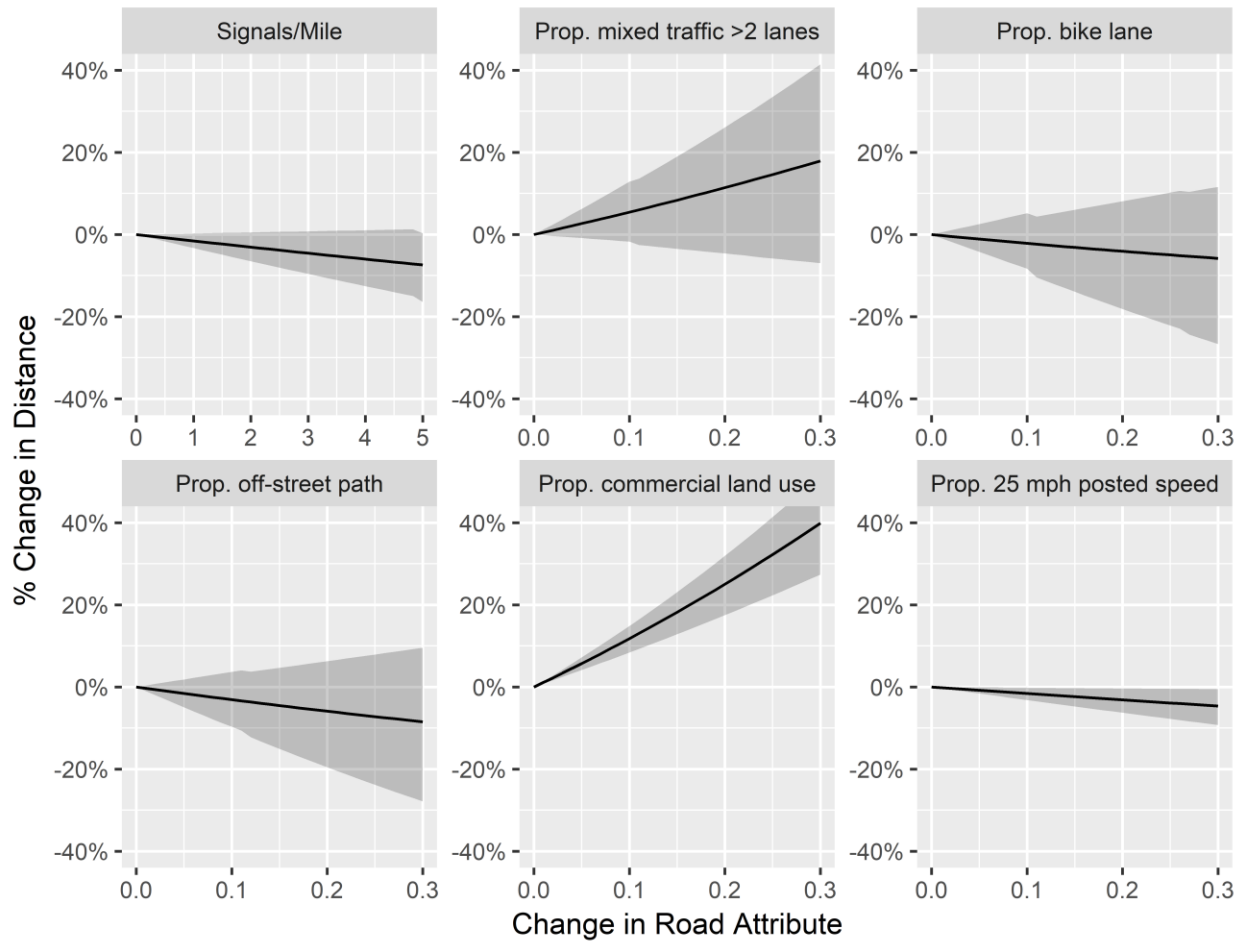 Signals/Mile
Prop. mixed traffic >2 lanes
Prop. bike lane
40%
20%
0%
-20%
-40%
40%
20%
0%
-20%
-40%
40%
20%
0%
-20%
-40%
0 1 2 3 4 5
0.0 0.1 0.2 0.3
0.0 0.1 0.2 0.3
Prop. off-street path
Prop. commercial land use
Prop. 25 mph posted speed
40%
20%
0%
-20%
-40%
40%
20%
0%
-20%
-40%
40%
20%
0%
-20%
-40%
0.0 0.1 0.2 0.3
0.0 0.1 0.2 0.3
0.0 0.1 0.2 0.3
% Change in Distance
Change in Road Attribute